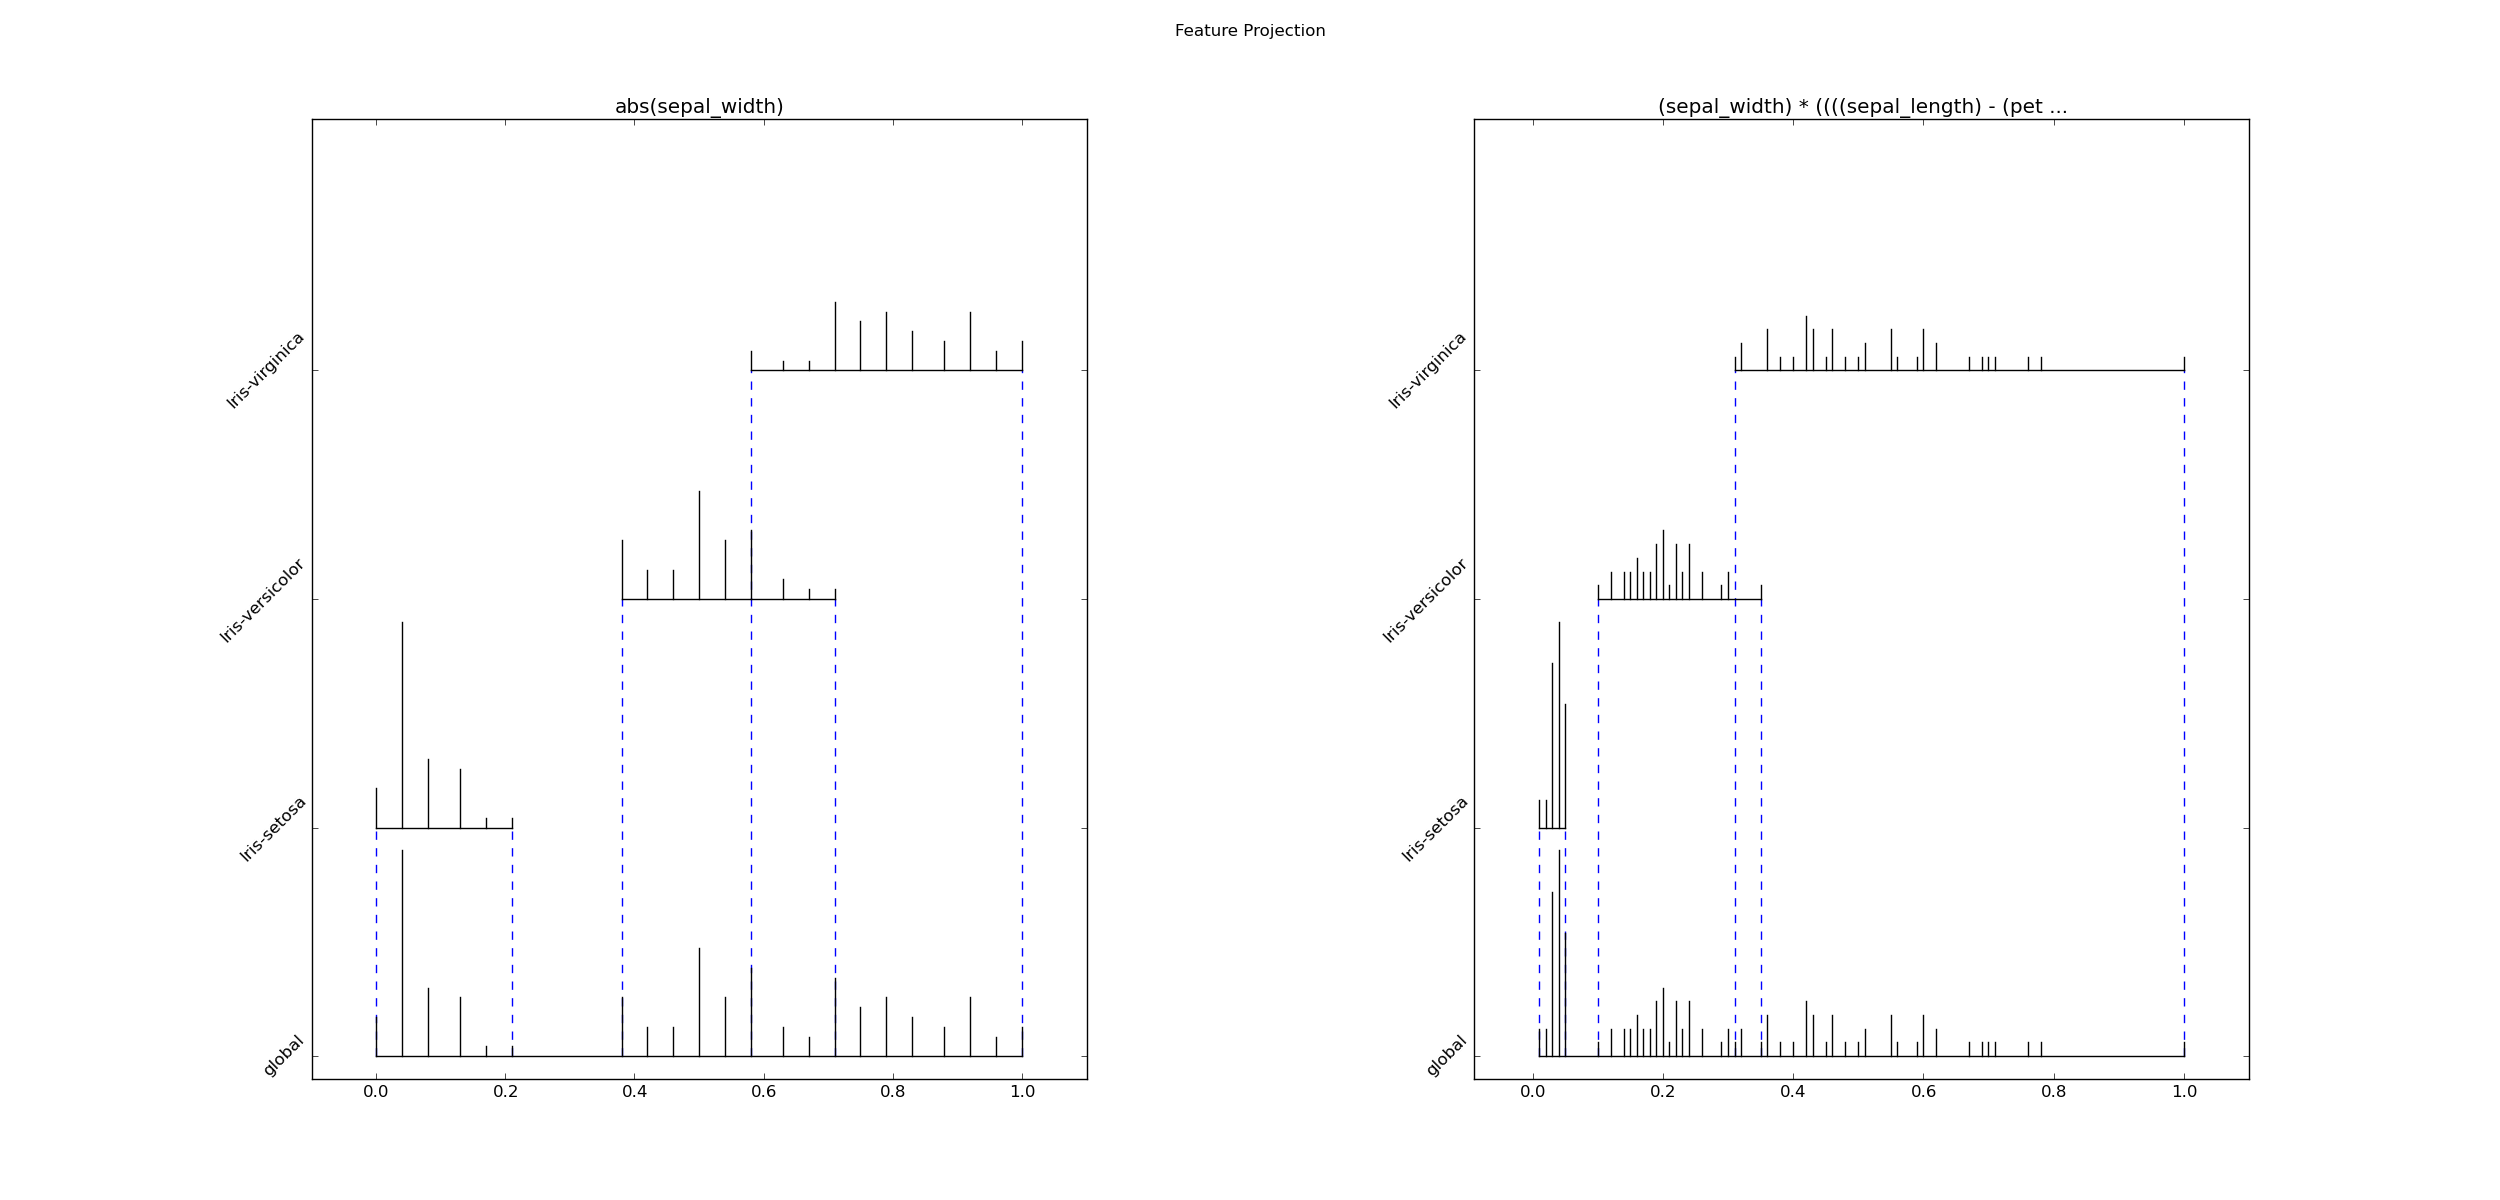 Feature Projection
abs(sepal_width)
Iris-virginica
Iris-versicolor
Iris-setosa
global
0.0 0.2 0.4 0.6 0.8 1.0
(sepal_width) * ((((sepal_length) - (pet ...
Iris-virginica
Iris-versicolor
Iris-setosa
global
0.0 0.2 0.4 0.6 0.8 1.0